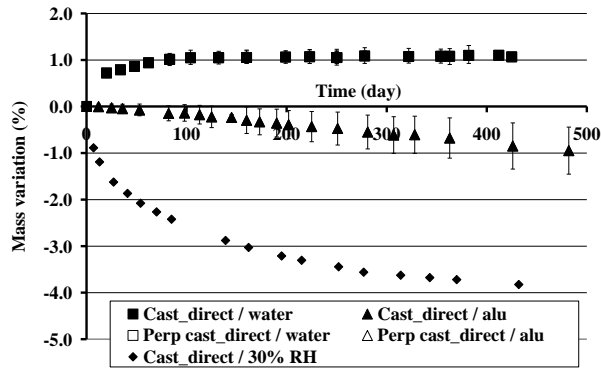 2.0
1.0
Time (day)
0.0
0 100 200 300 400 500
-1.0
-2.0
-3.0
-4.0
-5.0
Mass variation (%)
Cast_direct / water Cast_direct / alu
Perp cast_direct / water Perp cast_direct / alu
Cast_direct / 30% RH